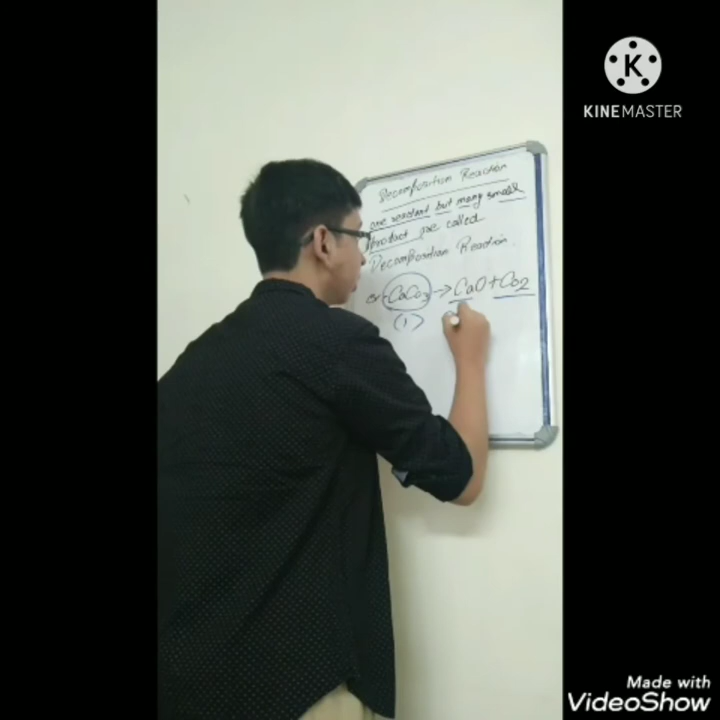 KINEMASTER
Decomposition Reaction
one reactant but many small
product are called
Decomposition Reaction.
ex- CaCo3 → CaO + Co2
(1)
Made with
VideoShow